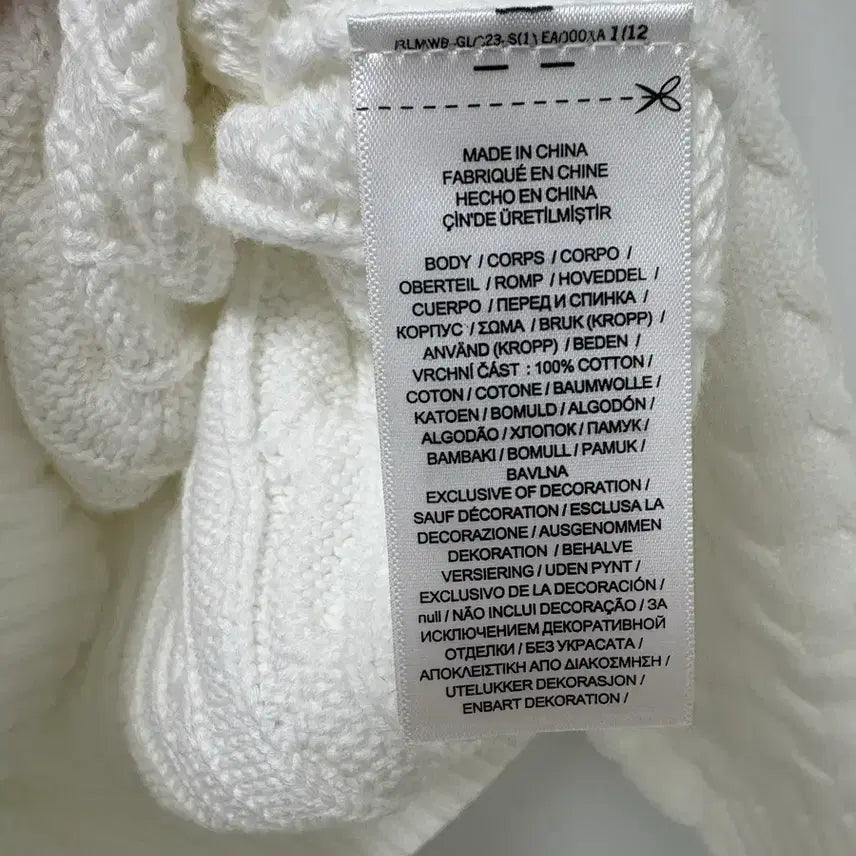 1/12
MADE IN CHINA
FABRIQUÉ EN CHINE
HECHO EN CHINA
ÇİN'DE ÜRETİLMİŞTİR
BODY / CORPS / CORPO /
OBERTEIL / ROMP / HOVEDDEL /
CUERPO / ПЕРЕД И СПИНКА /
КОРПУС / ΣΩΜΑ / BRUK (KROPP) /
ANVÄND (KROPP) / BEDEN /
VRCHNÍ ČÁST : 100% COTTON /
COTON / COTONE / BAUMWOLLE /
KATOEN / BOMULD / ALGODÓN /
ALGODÃO / ХЛОПОК / ПАМУК /
BAMBAKI / BOMULL / PAMUK /
BAVLNA
EXCLUSIVE OF DECORATION /
SAUF DÉCORATION / ESCLUSA LA
DECORAZIONE / AUSGENOMMEN
DEKORATION / BEHALVE
VERSIERING / UDEN PYNT /
EXCLUSIVO DE LA DECORACIÓN /
null / NÃO INCLUI DECORAÇÃO / ЗА
ИСКЛЮЧЕНИЕМ ДЕКОРАТИВНОЙ
ОТДЕЛКИ / БЕЗ УКРАСАТА /
ΑΠΟΚΛΕΙΣΤΙΚΗ ΑΠΟ ΔΙΑΚΟΣΜΗΣΗ /
UTELUKKER DEKORASJON /
ENBART DEKORATION /